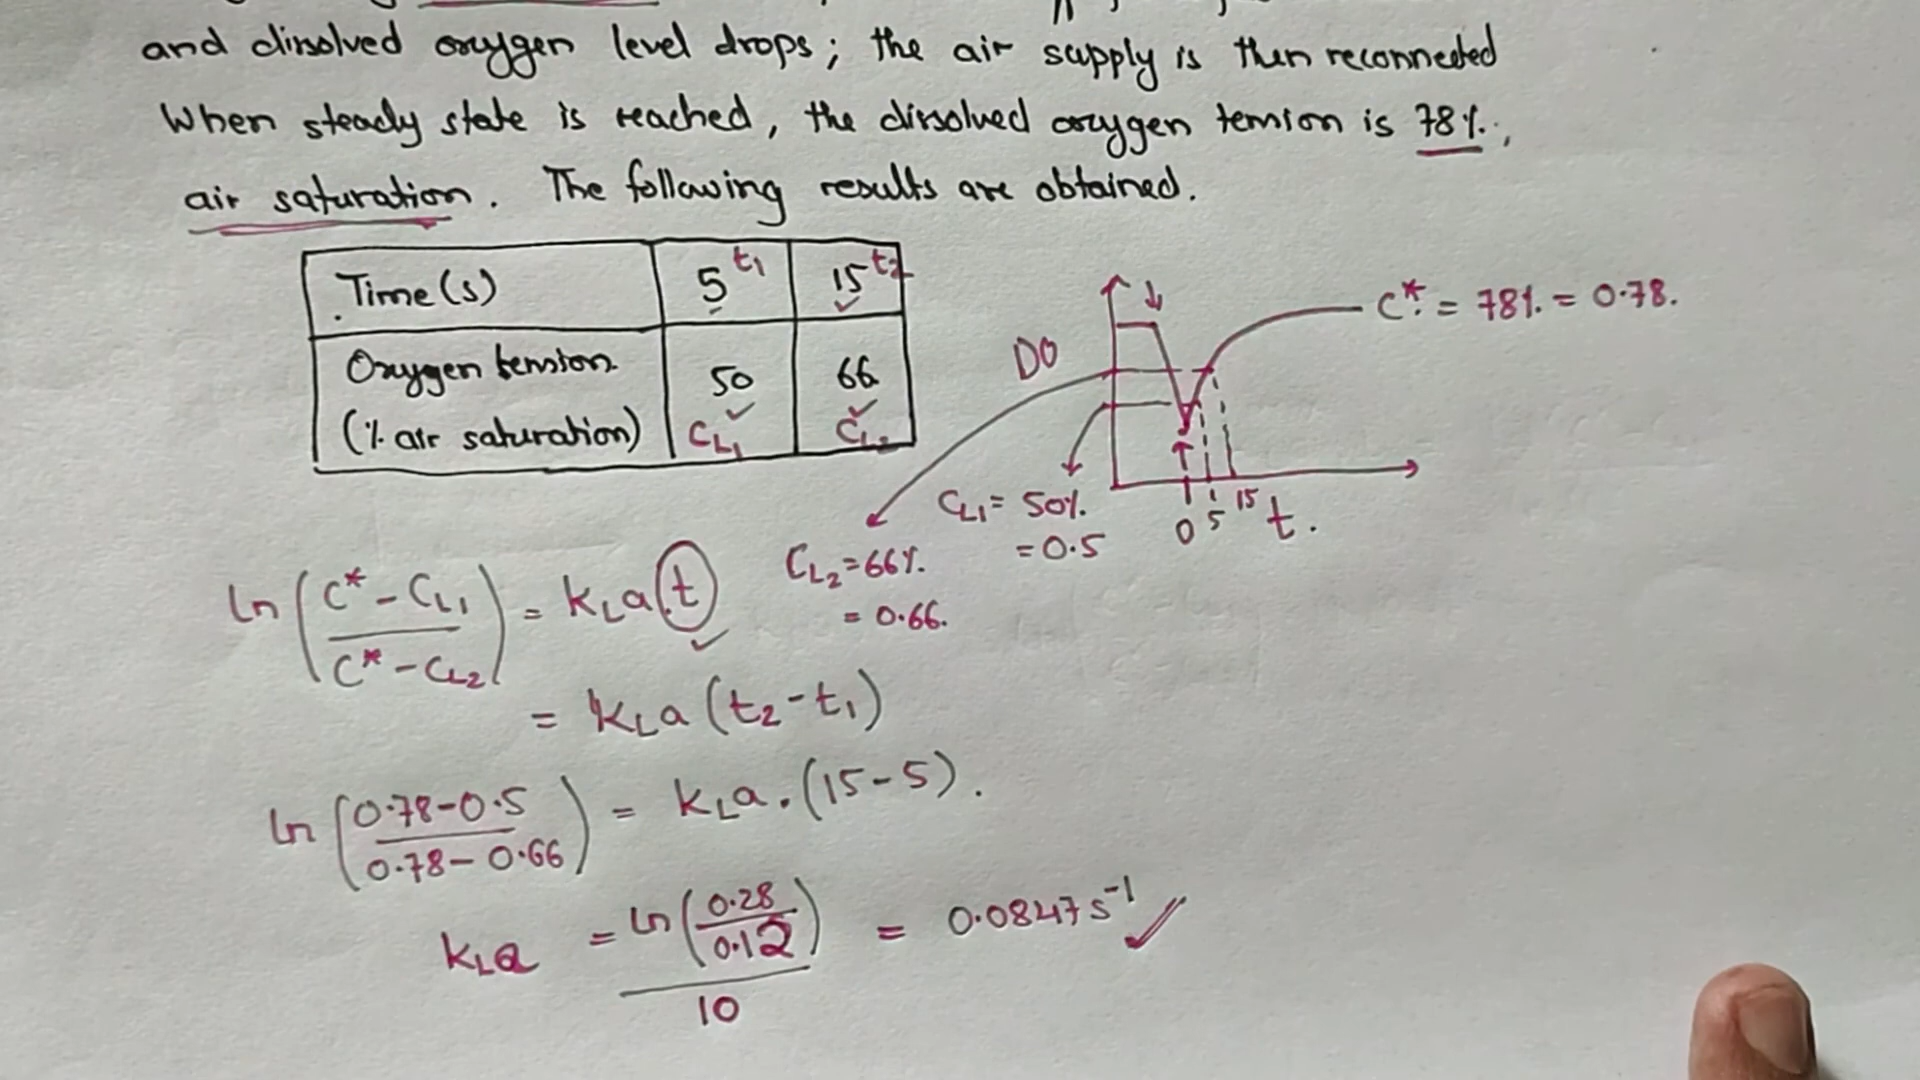 and dissolved oxygen level drops; the air supply is then reconnected
When steady state is reached, the dissolved oxygen tension is 78%,
air saturation. The following results are obtained.
Time (s) 5 t1 15 t2
Oxygen tension 50 66
(% air saturation) CL1 CL2
DO
C* = 78% = 0.78.
CL1 = 50%
= 0.5
0 5 15 t.
CL2 = 66%.
= 0.66.
ln (C* - CL1 / C* - CL2) = kLa t
= kLa (t2 - t1)
ln (0.78-0.5 / 0.78-0.66) = kLa . (15-5).
kLa = ln (0.28 / 0.12) / 10 = 0.0847 s-1